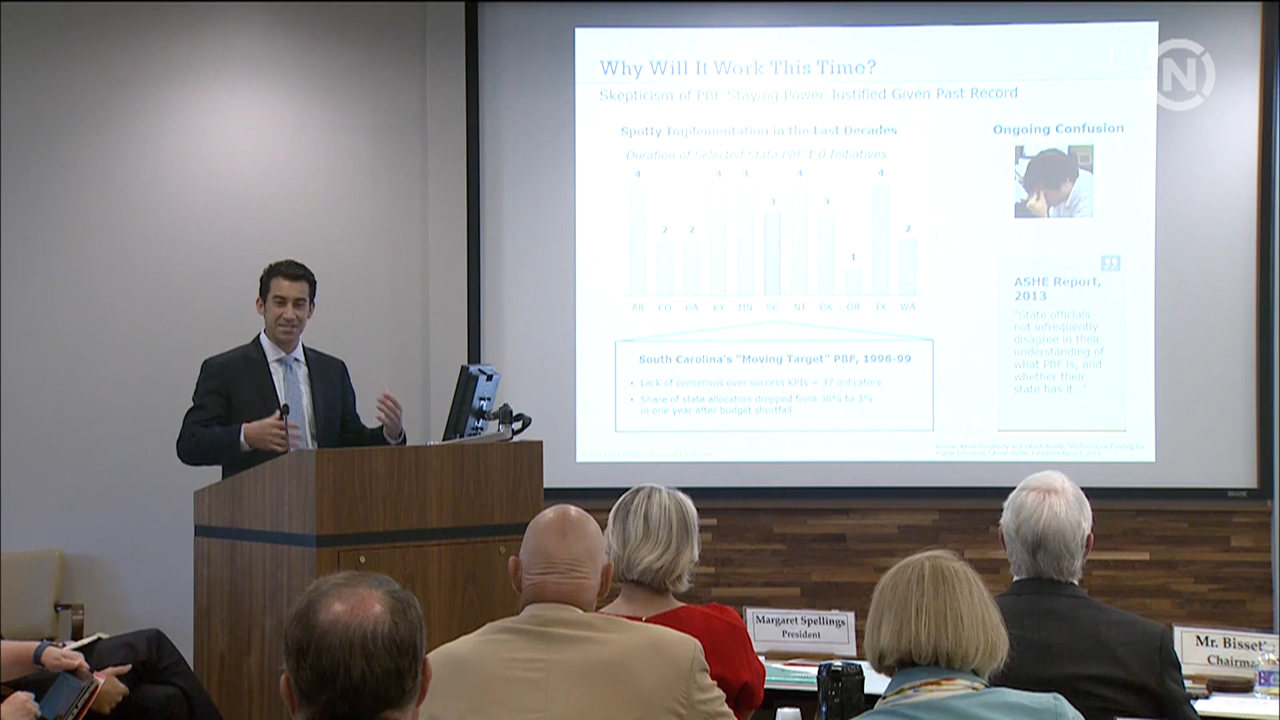 Why Will It Work This Time?
Skepticism of PBF Staying Power Justified Given Past Record
Spotty Implementation in the Last Decades
Duration of Selected State PBF 1.0 Initiatives
4 2 2 4 4 3 4 3 1 4 2
AR CO GA KY MN SC NT OK OR TX WA
South Carolina's "Moving Target" PBF, 1996-99
• Lack of consensus over success KPIs = 37 indicators
• Share of state allocation dropped from 38% to 3%
in one year after budget shortfall
Ongoing Confusion
ASHE Report,
2013
"State officials
not infrequently
disagree in their
understanding of
what PBF is, and
whether their
state has it..."
N
Margaret Spellings
President
Mr. Bisset
Chairma